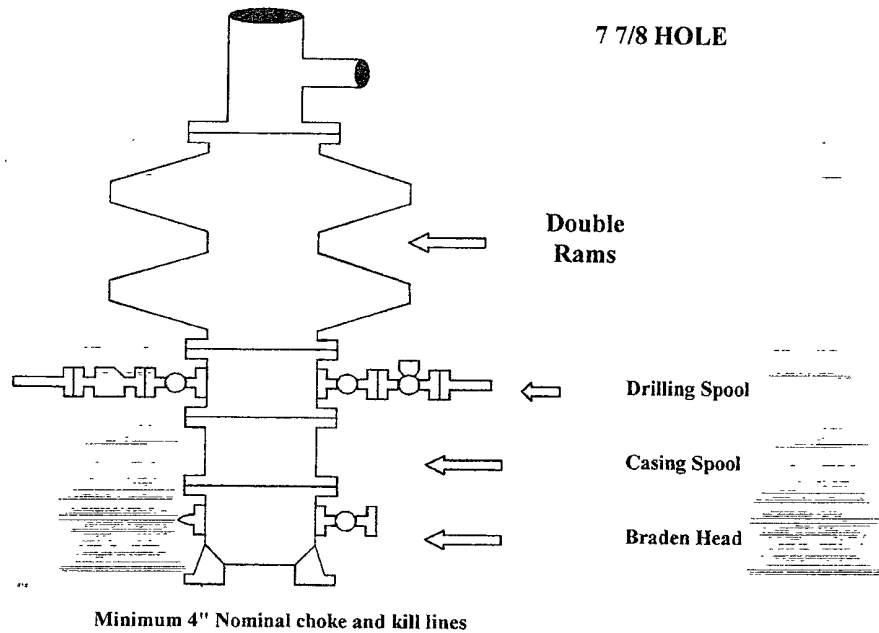 7 7/8 HOLE
Double
Rams
Drilling Spool
Casing Spool
Braden Head
Minimum 4" Nominal choke and kill lines